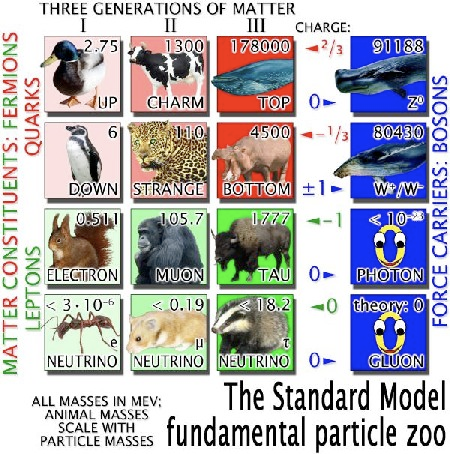 THREE GENERATIONS OF MATTER
I II III CHARGE:
MATTER CONSTITUENTS: FERMIONS
QUARKS
LEPTONS
FORCE CARRIERS: BOSONS
2.75
UP
1300
CHARM
178000
TOP
◄2/3
0►
91188
Z⁰
6
DOWN
110
STRANGE
4500
BOTTOM
◄-1/3
±1►
80430
W⁺/W⁻
0.511
ELECTRON
105.7
MUON
1777
TAU
◄-1
0►
< 10⁻²³
0
PHOTON
< 3·10⁻⁶
e
NEUTRINO
< 0.19
μ
NEUTRINO
< 18.2
τ
NEUTRINO
◄0
0►
theory: 0
0
GLUON
ALL MASSES IN MEV;
ANIMAL MASSES
SCALE WITH
PARTICLE MASSES
The Standard Model
fundamental particle zoo